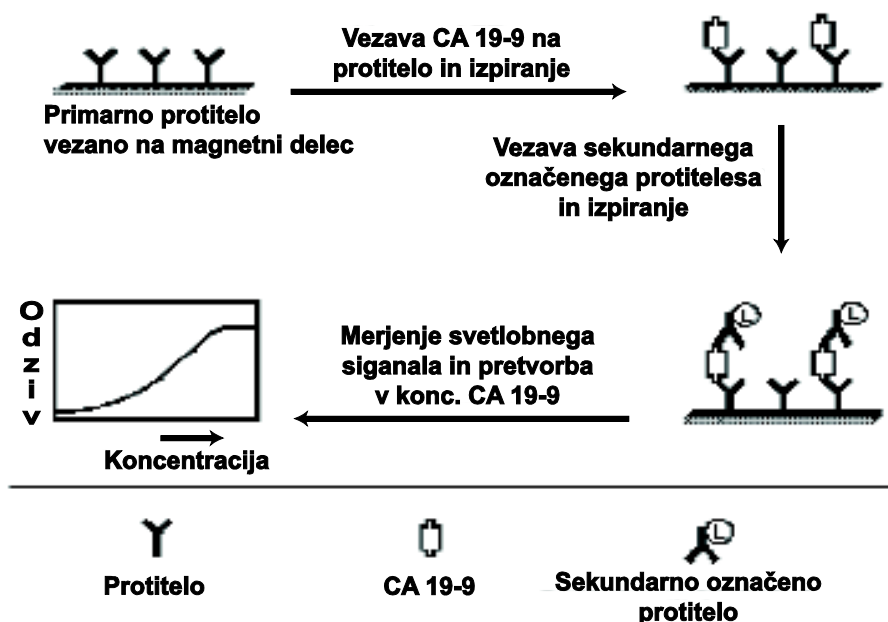 Vezava CA 19-9 na
protitelo in izpiranje
Primarno protitelo
vezano na magnetni delec
Vezava sekundarnega
označenega protitelesa
in izpiranje
Odziv
Merjenje svetlobnega
siganala in pretvorba
v konc. CA 19-9
L
L
Koncentracija
L
Protitelo
CA 19-9
Sekundarno označeno
protitelo